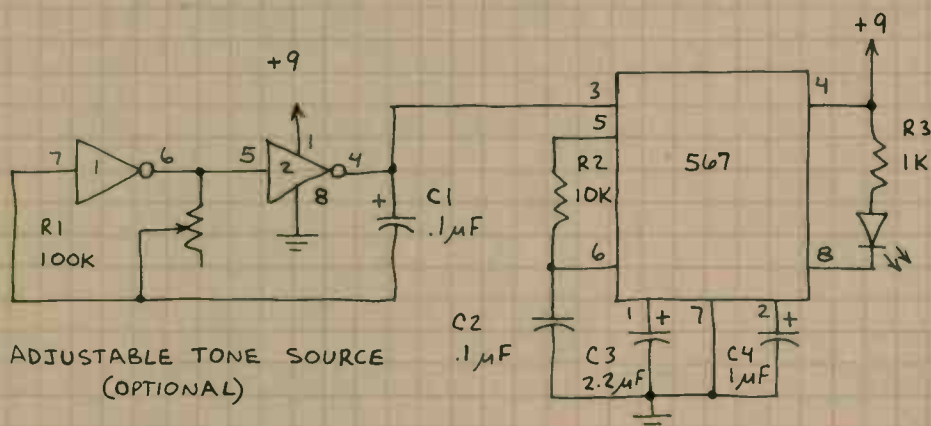 +9
+9
3
4
7
1
6
5
2
1
4
8
5
R2
10K
567
R3
1K
R1
100K
+
C1
.1µF
6
8
C2
.1µF
1
+
7
2
+
C3
2.2µF
C4
1µF
ADJUSTABLE TONE SOURCE
(OPTIONAL)